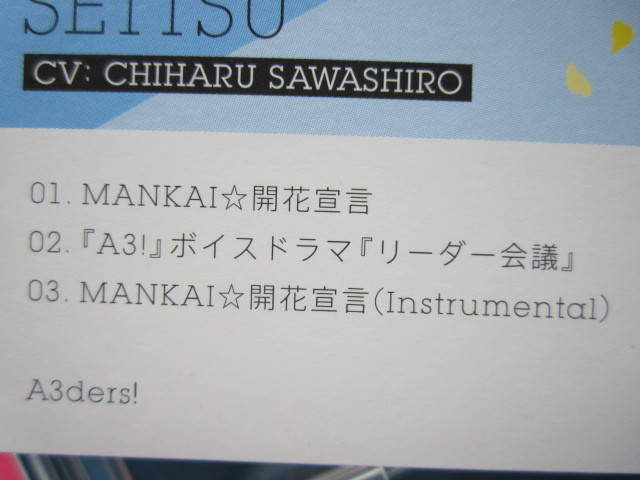 SETTSU
CV: CHIHARU SAWASHIRO
01. MANKAI☆開花宣言
02.『A3!』ボイスドラマ『リーダー会議』
03. MANKAI☆開花宣言(Instrumental)
A3ders!